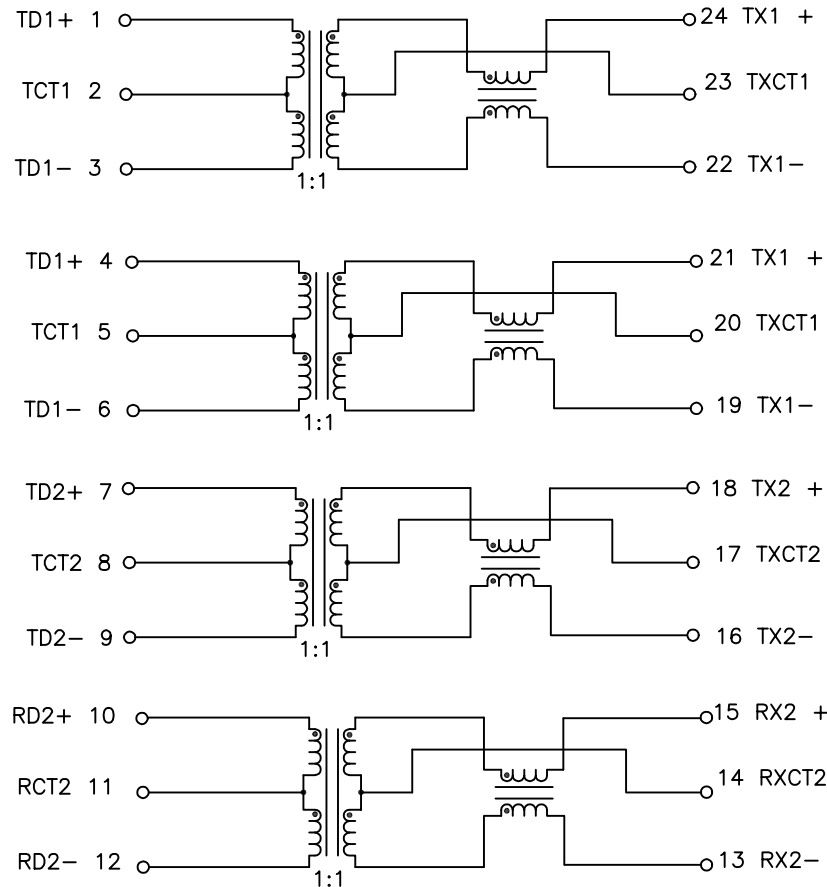 TD1+ 1
24 TX1 +
TCT1 2
23 TXCT1
TD1- 3
22 TX1-
1:1
TD1+ 4
21 TX1 +
TCT1 5
20 TXCT1
TD1- 6
19 TX1-
1:1
TD2+ 7
18 TX2 +
TCT2 8
17 TXCT2
TD2- 9
16 TX2-
1:1
RD2+ 10
15 RX2 +
RCT2 11
14 RXCT2
RD2- 12
13 RX2-
1:1